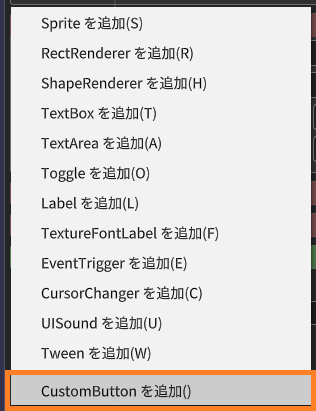 Sprite を追加(S)
RectRenderer を追加(R)
ShapeRenderer を追加(H)
TextBox を追加(T)
TextArea を追加(A)
Toggle を追加(O)
Label を追加(L)
TextureFontLabel を追加(F)
EventTrigger を追加(E)
CursorChanger を追加(C)
UISound を追加(U)
Tween を追加(W)
CustomButton を追加()